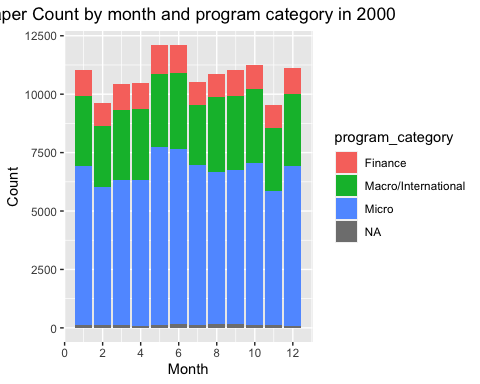 aper Count by month and program category in 2000
12500
10000
7500
5000
2500
0
Count
0 2 4 6 8 10 12
Month
program_category
Finance
Macro/International
Micro
NA